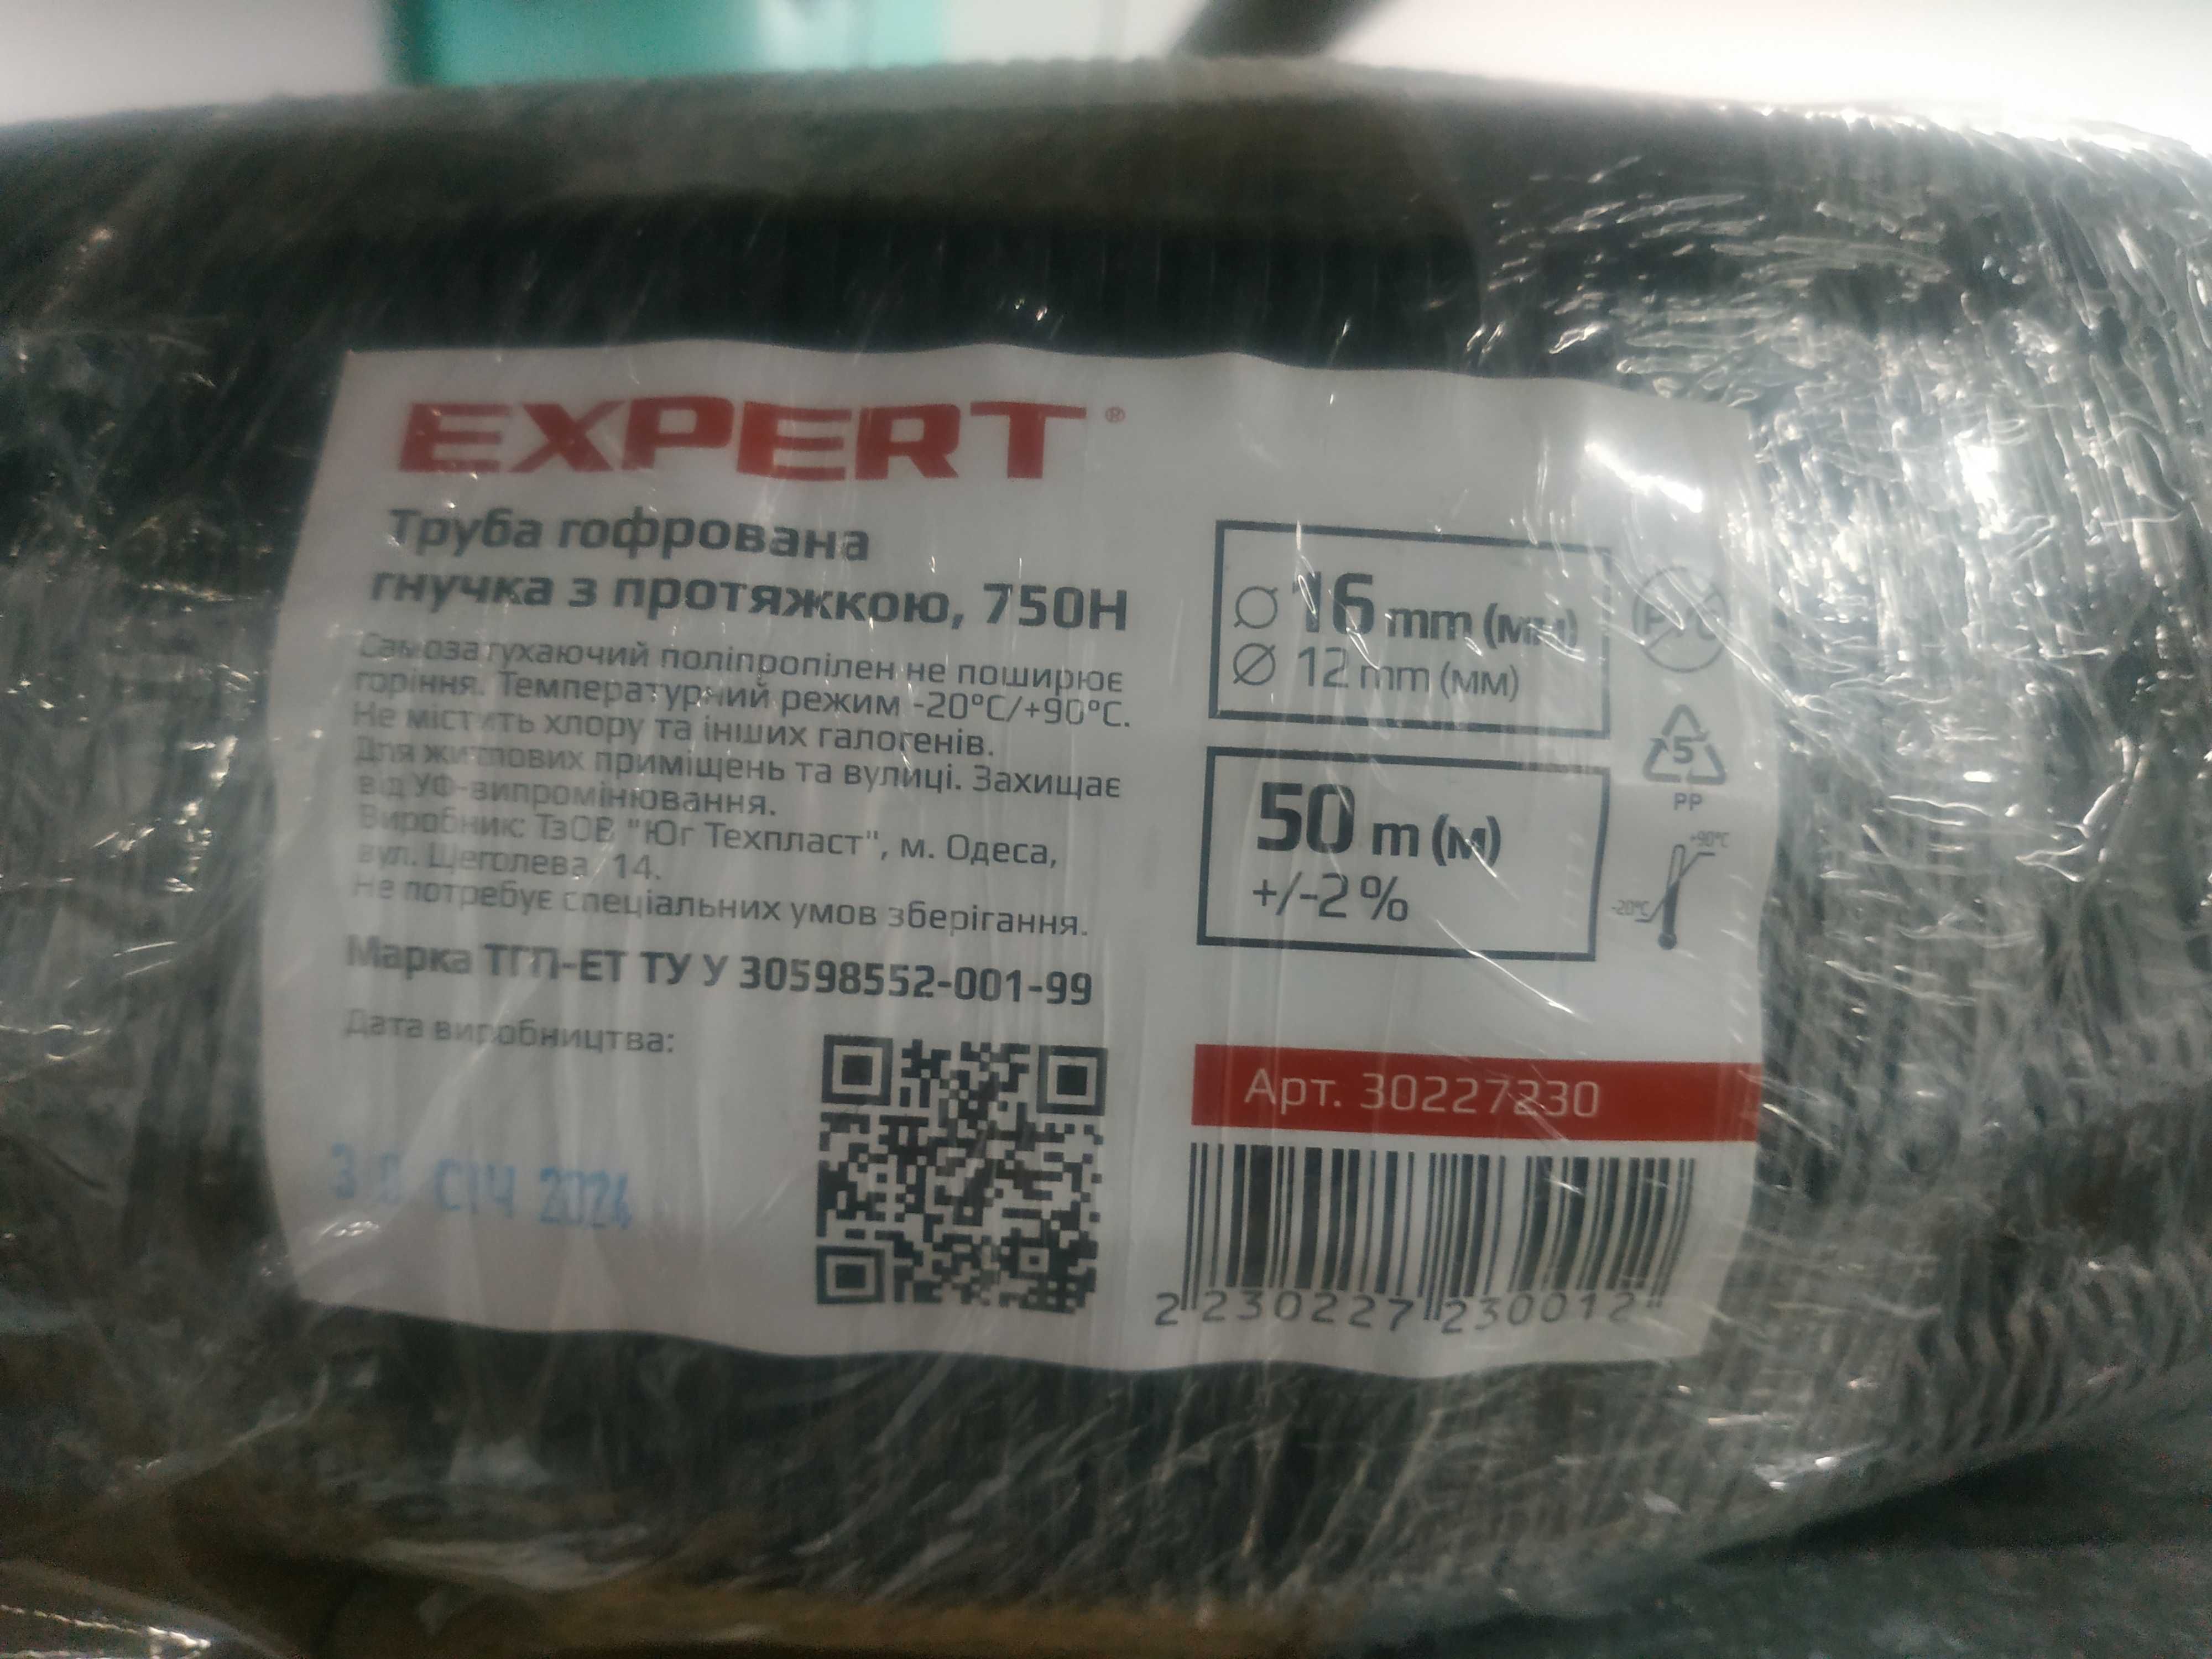 EXPERT®
Труба гофрована
гнучка з протяжкою, 750Н
Самозатухаючий поліпропілен не поширює
горіння. Температурний режим -20°C/+90°C.
Не містить хлору та інших галогенів.
Для житлових приміщень та вулиці. Захищає
від УФ-випромінювання.
Виробник: ТзОВ "Юг Техпласт", м. Одеса,
вул. Щеголева, 14.
Не потребує спеціальних умов зберігання.
Марка ТГП-ЕТ ТУ У 30598552-001-99
Дата виробництва:
СІЧ 2024
16 mm (мм)
12 mm (мм)
50 m (м)
+/-2%
PVC
5
PP
+90°C
-20°C
Арт. 30227230
2 230227 230012